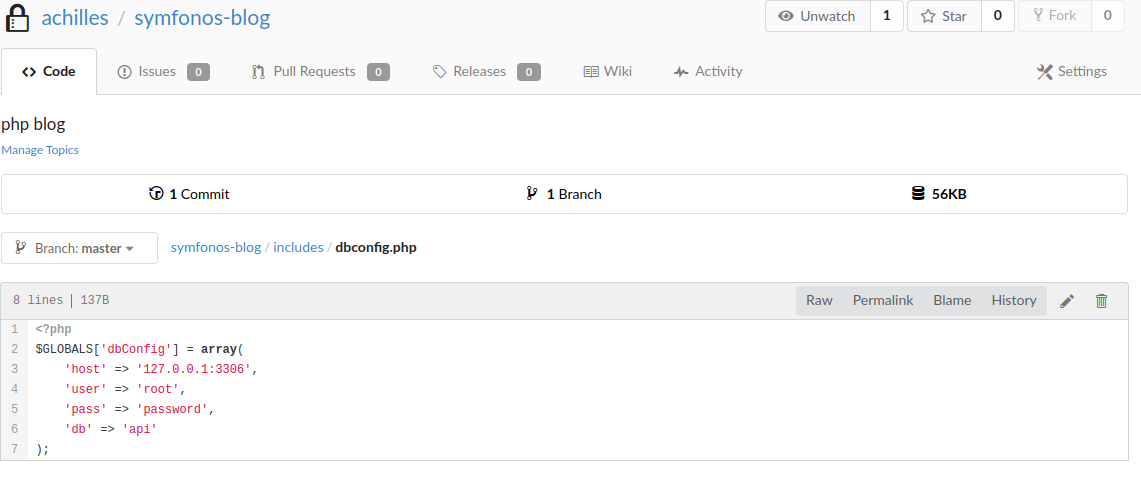 achilles / symfonos-blog Unwatch 1 Star 0 Fork 0
Code Issues 0 Pull Requests 0 Releases 0 Wiki Activity Settings
php blog
Manage Topics
1 Commit 1 Branch 56KB
Branch: master symfonos-blog / includes / dbconfig.php
8 lines | 137B Raw Permalink Blame History
1 <?php
2 $GLOBALS['dbConfig'] = array(
3     'host' => '127.0.0.1:3306',
4     'user' => 'root',
5     'pass' => 'password',
6     'db' => 'api'
7 );